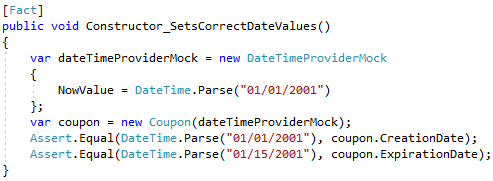 [Fact]
public void Constructor_SetsCorrectDateValues()
{
    var dateTimeProviderMock = new DateTimeProviderMock
    {
        NowValue = DateTime.Parse("01/01/2001")
    };
    var coupon = new Coupon(dateTimeProviderMock);
    Assert.Equal(DateTime.Parse("01/01/2001"), coupon.CreationDate);
    Assert.Equal(DateTime.Parse("01/15/2001"), coupon.ExpirationDate);
}